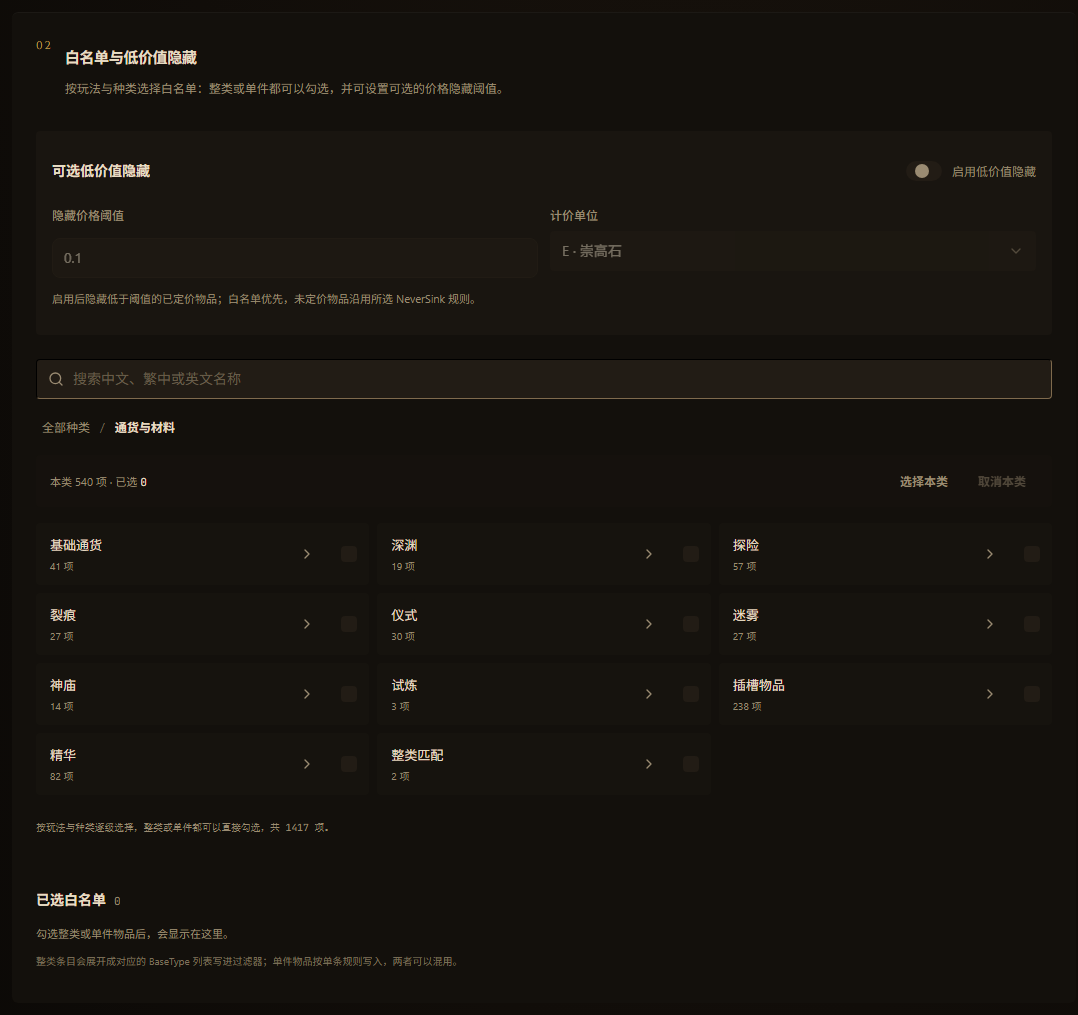 02
白名单与低价值隐藏
按玩法与种类选择白名单：整类或单件都可以勾选，并可设置可选的价格隐藏阈值。
可选低价值隐藏
启用低价值隐藏
隐藏价格阈值
计价单位
0.1
E · 崇高石
启用后隐藏低于阈值的已定价物品；白名单优先，未定价物品沿用所选 NeverSink 规则。
搜索中文、繁中或英文名称
全部种类 / 通货与材料
本类 540 项 · 已选 0
选择本类
取消本类
基础通货
41 项
深渊
19 项
探险
57 项
裂痕
27 项
仪式
30 项
迷雾
27 项
神庙
14 项
试炼
3 项
插槽物品
238 项
精华
82 项
整类匹配
2 项
按玩法与种类逐级选择，整类或单件都可以直接勾选，共 1417 项。
已选白名单 0
勾选整类或单件物品后，会显示在这里。
整类条目会展开成对应的 BaseType 列表写进过滤器；单件物品按单条规则写入，两者可以混用。